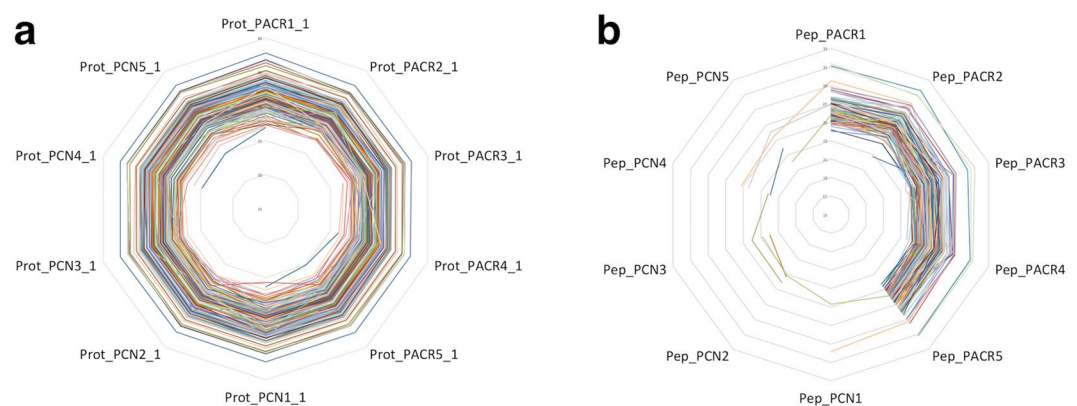 a
Prot_PACR1_1
Prot_PCN5_1
Prot_PACR2_1
Prot_PCN4_1
Prot_PACR3_1
Prot_PCN3_1
Prot_PACR4_1
Prot_PCN2_1
Prot_PACR5_1
Prot_PCN1_1
b
Pep_PACR1
Pep_PCN5
Pep_PACR2
Pep_PCN4
Pep_PACR3
Pep_PCN3
Pep_PACR4
Pep_PCN2
Pep_PACR5
Pep_PCN1